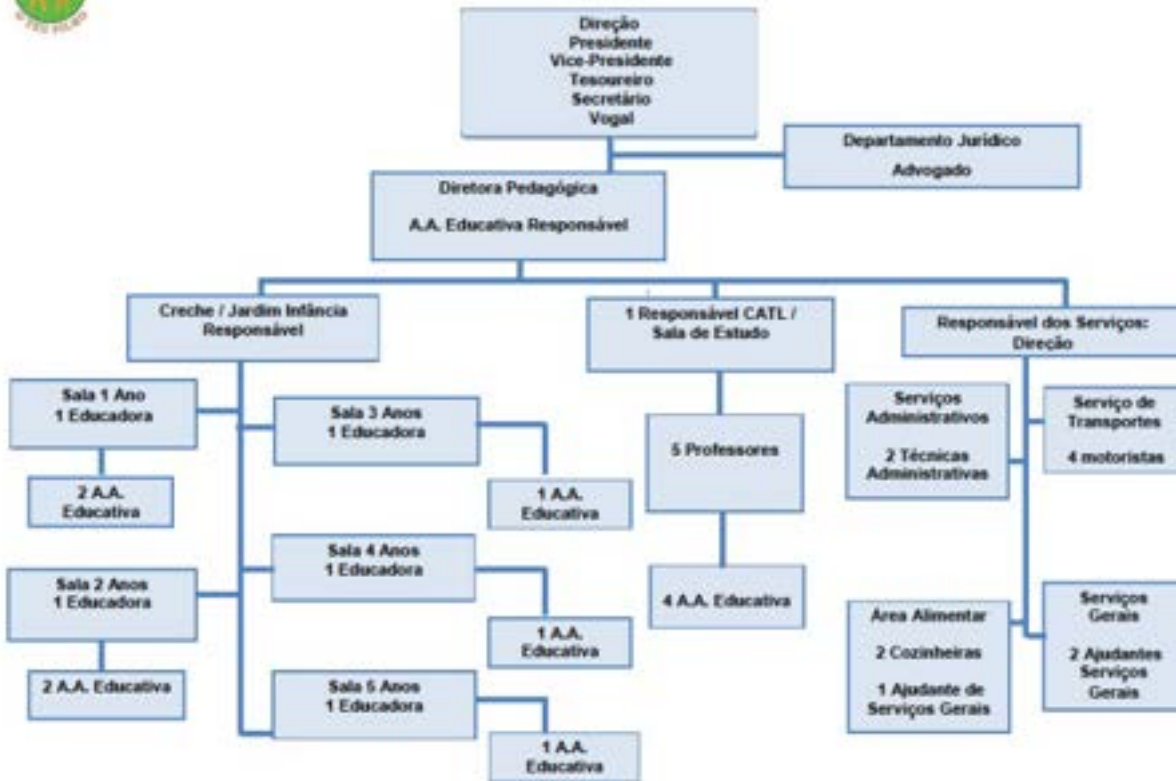 O TEU FILHO
Direção
Presidente
Vice-Presidente
Tesoureiro
Secretário
Vogal
Departamento Jurídico
Advogado
Diretora Pedagógica
A.A. Educativa Responsável
Creche / Jardim Infância
Responsável
1 Responsável CATL /
Sala de Estudo
Responsável dos Serviços:
Direção
Sala 1 Ano
1 Educadora
2 A.A.
Educativa
Sala 2 Anos
1 Educadora
2 A.A. Educativa
Sala 3 Anos
1 Educadora
1 A.A.
Educativa
Sala 4 Anos
1 Educadora
1 A.A.
Educativa
Sala 5 Anos
1 Educadora
1 A.A.
Educativa
5 Professores
4 A.A. Educativa
Serviços
Administrativos
2 Técnicas
Administrativas
Serviço de
Transportes
4 motoristas
Área Alimentar
2 Cozinheiras
1 Ajudante de
Serviços Gerais
Serviços
Gerais
2 Ajudantes
Serviços
Gerais